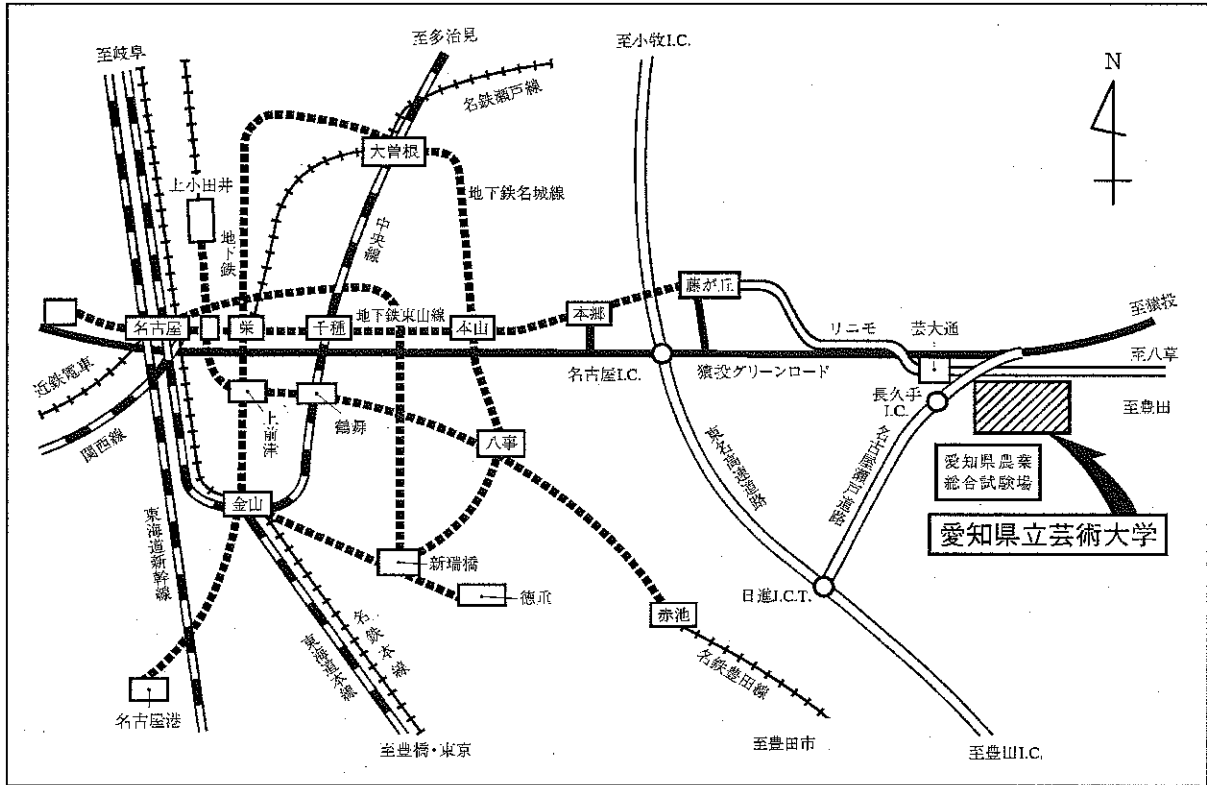 至岐阜
至多治見
至小牧I.C.
N
名鉄瀬戸線
大曽根
上小田井
地下鉄名城線
地下鉄
中央線
藤が丘
本郷
リニモ
芸大通
至猿投
名古屋
栄
千種
地下鉄東山線
本山
至八草
近鉄電車
名古屋I.C.
猿投グリーンロード
長久手
I.C.
至豊田
関西線
上前津
鶴舞
八事
東名高速道路
名古屋瀬戸道路
愛知県農業
総合試験場
金山
愛知県立芸術大学
東海道新幹線
新瑞橋
徳重
日進J.C.T.
赤池
名鉄本線
東海道本線
名鉄豊田線
名古屋港
至豊橋・東京
至豊田市
至豊田I.C.